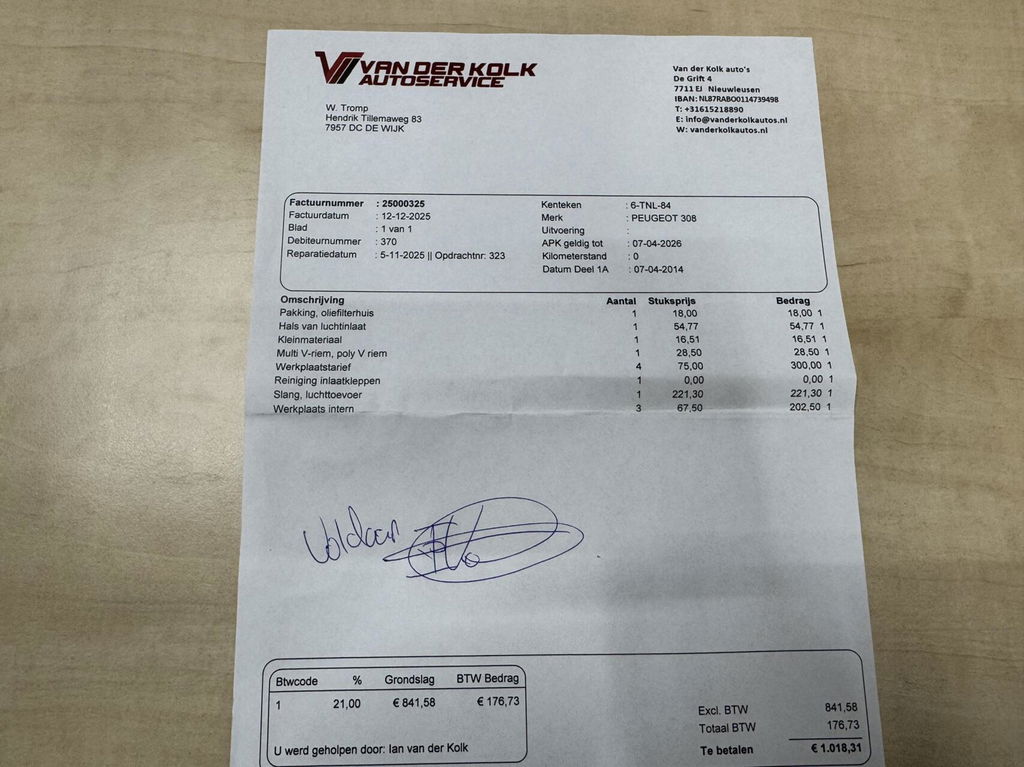 VAN DER KOLK
AUTOSERVICE
Van der Kolk auto's
De Grift 4
7711 EJ Nieuwleusen
IBAN: NL87RABO0114739498
T: +31615218890
E: info@vanderkolkautos.nl
W: vanderkolkautos.nl
W. Tromp
Hendrik Tillemaweg 83
7957 DC DE WIJK
Factuurnummer : 25000325
Factuurdatum : 12-12-2025
Blad : 1 van 1
Debiteurnummer : 370
Reparatiedatum : 5-11-2025 || Opdrachtnr: 323
Kenteken : 6-TNL-84
Merk : PEUGEOT 308
Uitvoering :
APK geldig tot : 07-04-2026
Kilometerstand : 0
Datum Deel 1A : 07-04-2014
Omschrijving Aantal Stuksprijs Bedrag
Pakking, oliefilterhuis 1 18,00 18,00 1
Hals van luchtinlaat 1 54,77 54,77 1
Kleinmateriaal 1 16,51 16,51 1
Multi V-riem, poly V riem 1 28,50 28,50 1
Werkplaatstarief 4 75,00 300,00 1
Reiniging inlaatkleppen 1 0,00 0,00 1
Slang, luchttoevoer 1 221,30 221,30 1
Werkplaats intern 3 67,50 202,50 1
Voldaan
Btwcode % Grondslag BTW Bedrag
1 21,00 € 841,58 € 176,73
U werd geholpen door: Ian van der Kolk
Excl. BTW 841,58
Totaal BTW 176,73
Te betalen € 1.018,31